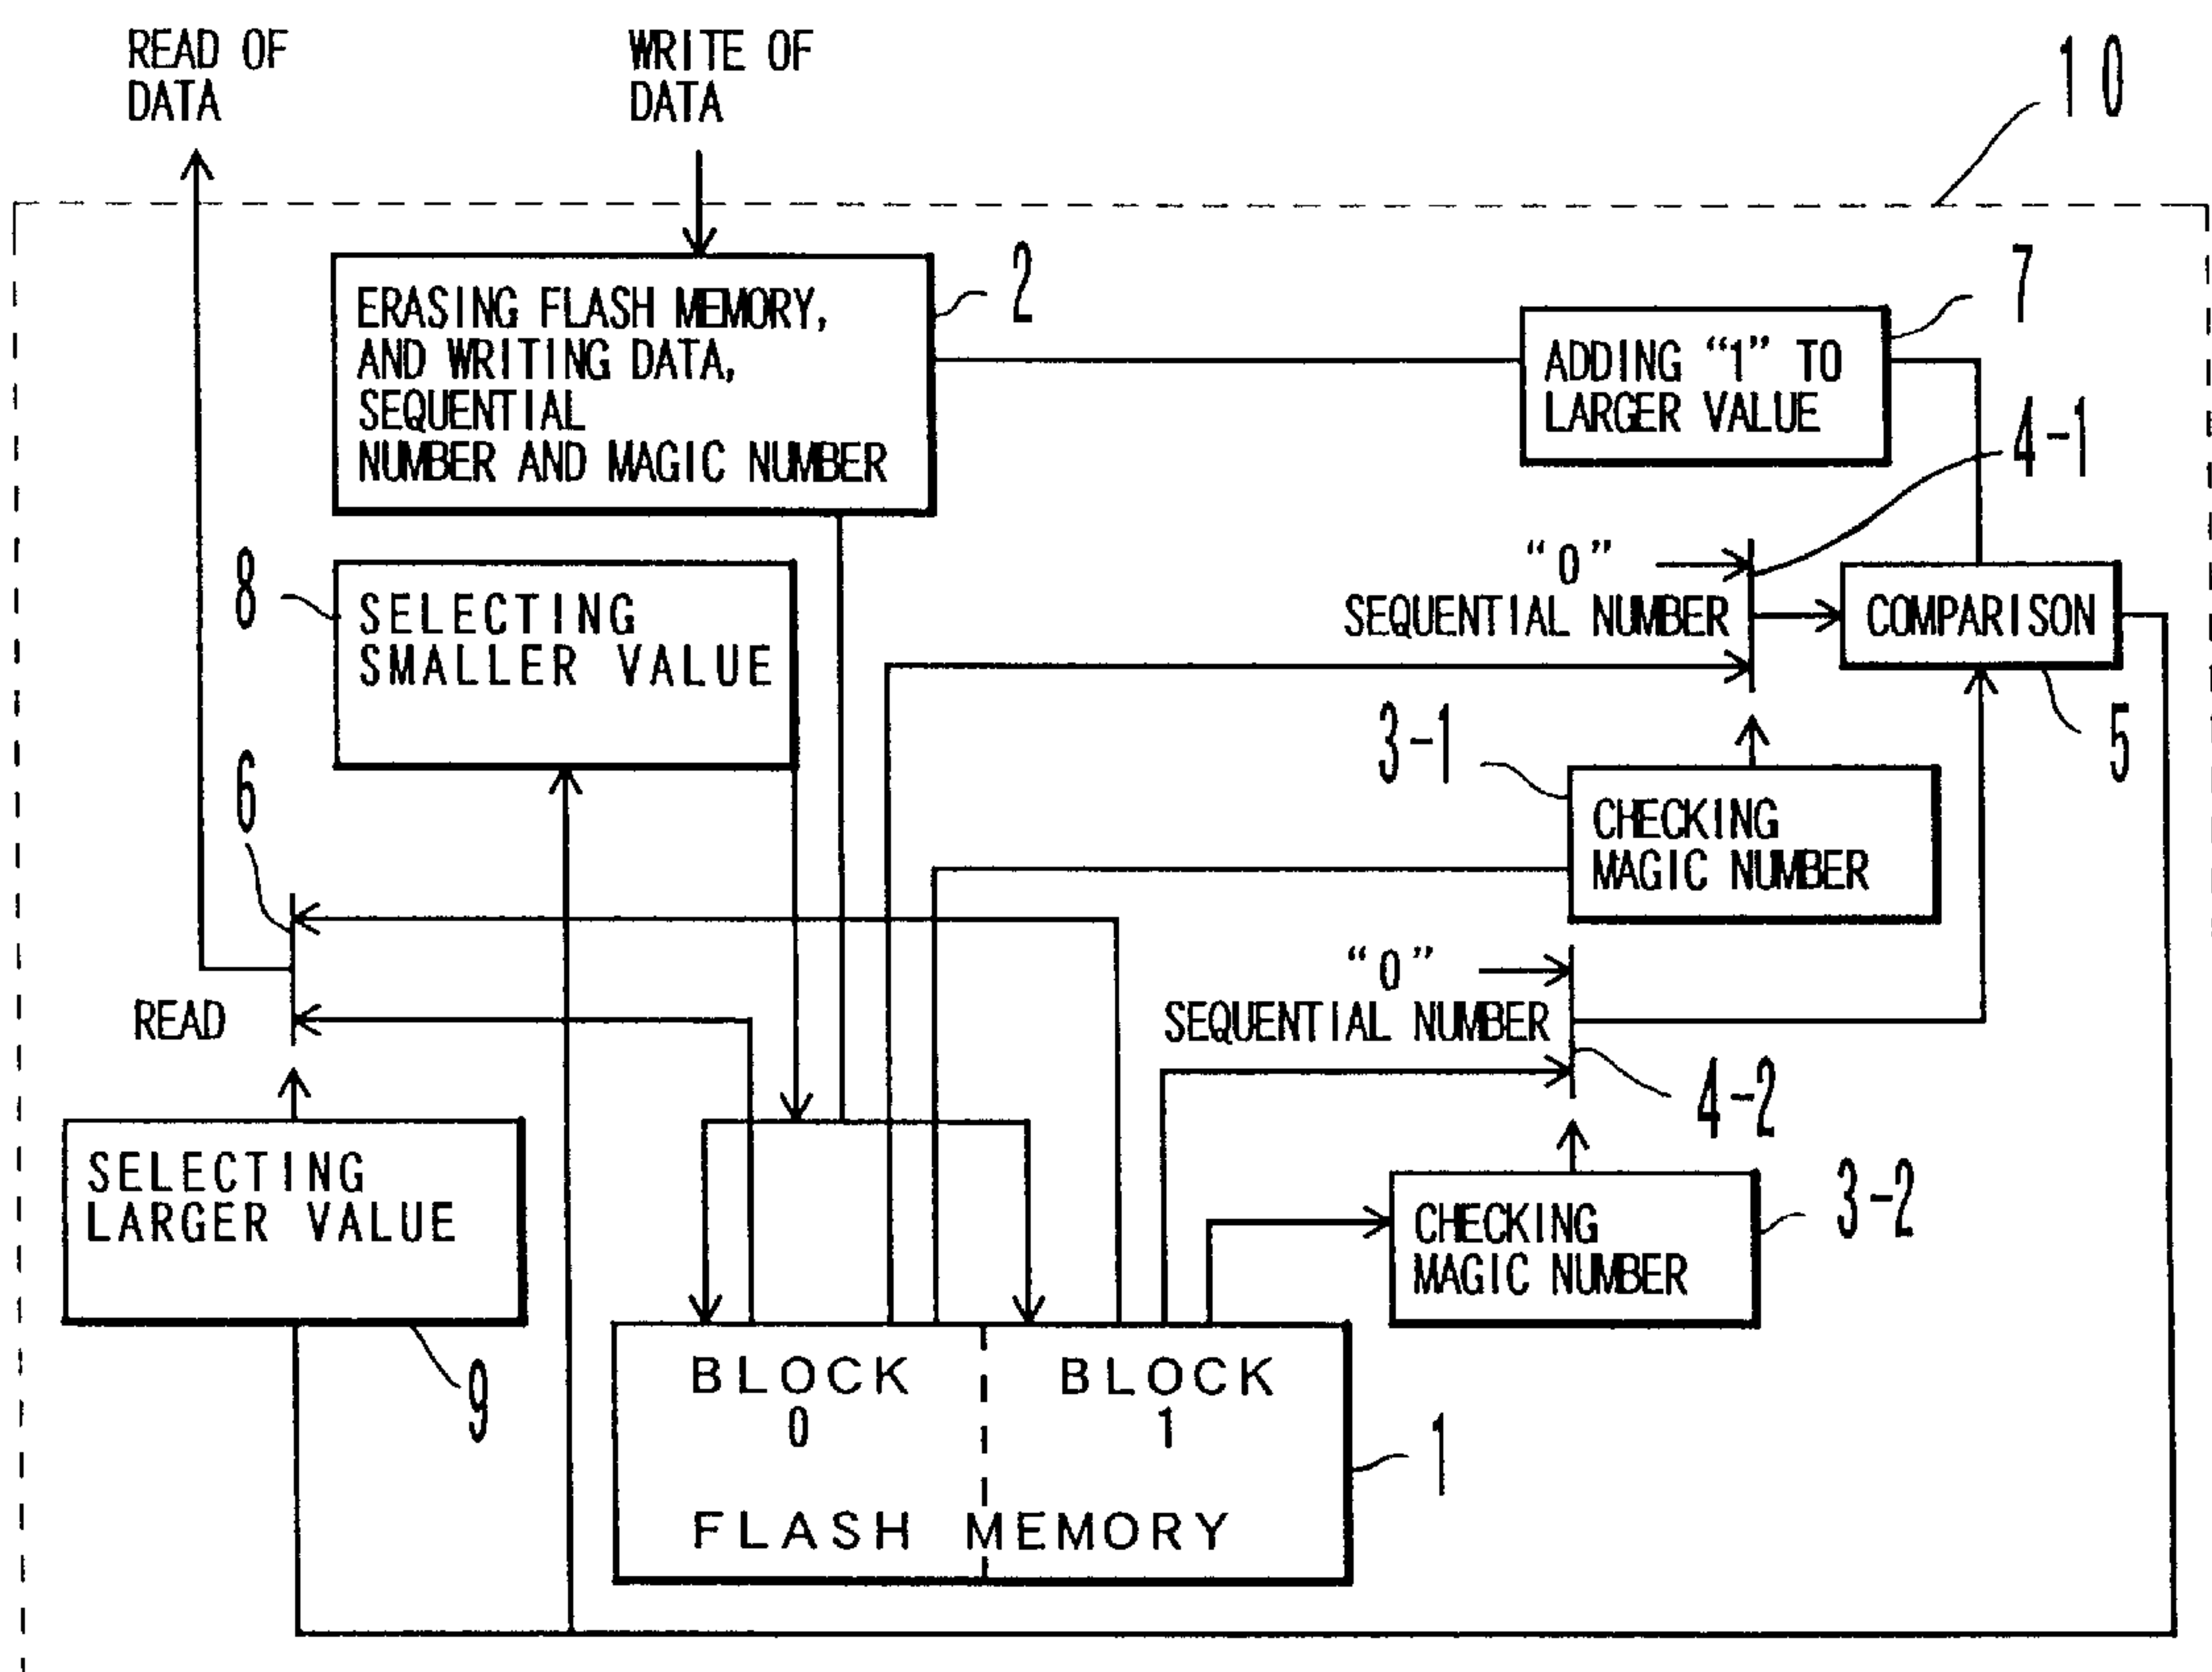 READ OF
DATA
WRITE OF
DATA
10
ERASING FLASH MEMORY,
AND WRITING DATA,
SEQUENTIAL
NUMBER AND MAGIC NUMBER
2
ADDING “1” TO
LARGER VALUE
7
4-1
8
SELECTING
SMALLER VALUE
“0”
SEQUENTIAL NUMBER
COMPARISON
5
6
3-1
CHECKING
MAGIC NUMBER
“0”
SEQUENTIAL NUMBER
READ
4-2
SELECTING
LARGER VALUE
9
CHECKING
MAGIC NUMBER
3-2
BLOCK
0
BLOCK
1
FLASH MEMORY
1